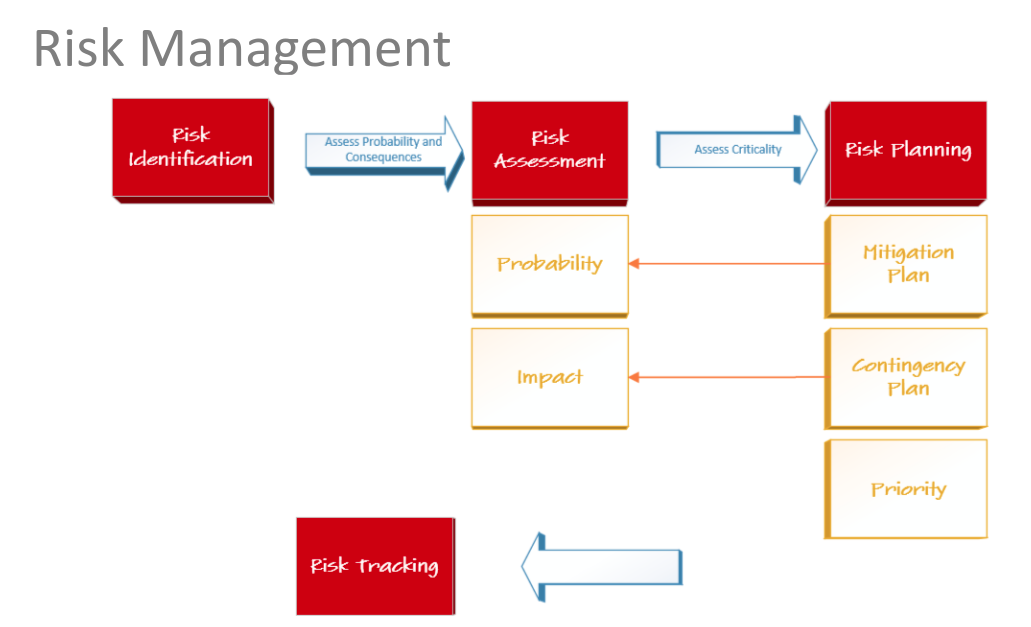 Risk Management
Risk
Identification
Assess Probability and
Consequences
Risk
Assessment
Assess Criticality
Risk Planning
Probability
Mitigation
Plan
Impact
Contingency
Plan
Priority
Risk Tracking